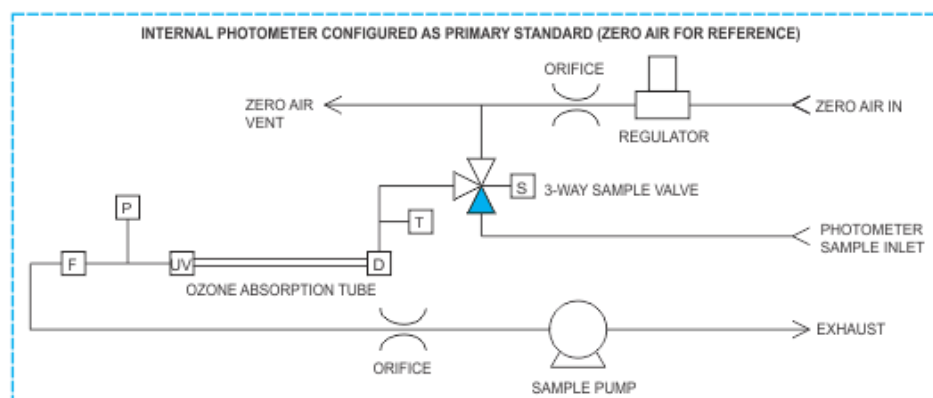 INTERNAL PHOTOMETER CONFIGURED AS PRIMARY STANDARD (ZERO AIR FOR REFERENCE)
ORIFICE
ZERO AIR
VENT
ZERO AIR IN
REGULATOR
S
3-WAY SAMPLE VALVE
P
T
PHOTOMETER
SAMPLE INLET
F
UV
D
OZONE ABSORPTION TUBE
EXHAUST
ORIFICE
SAMPLE PUMP